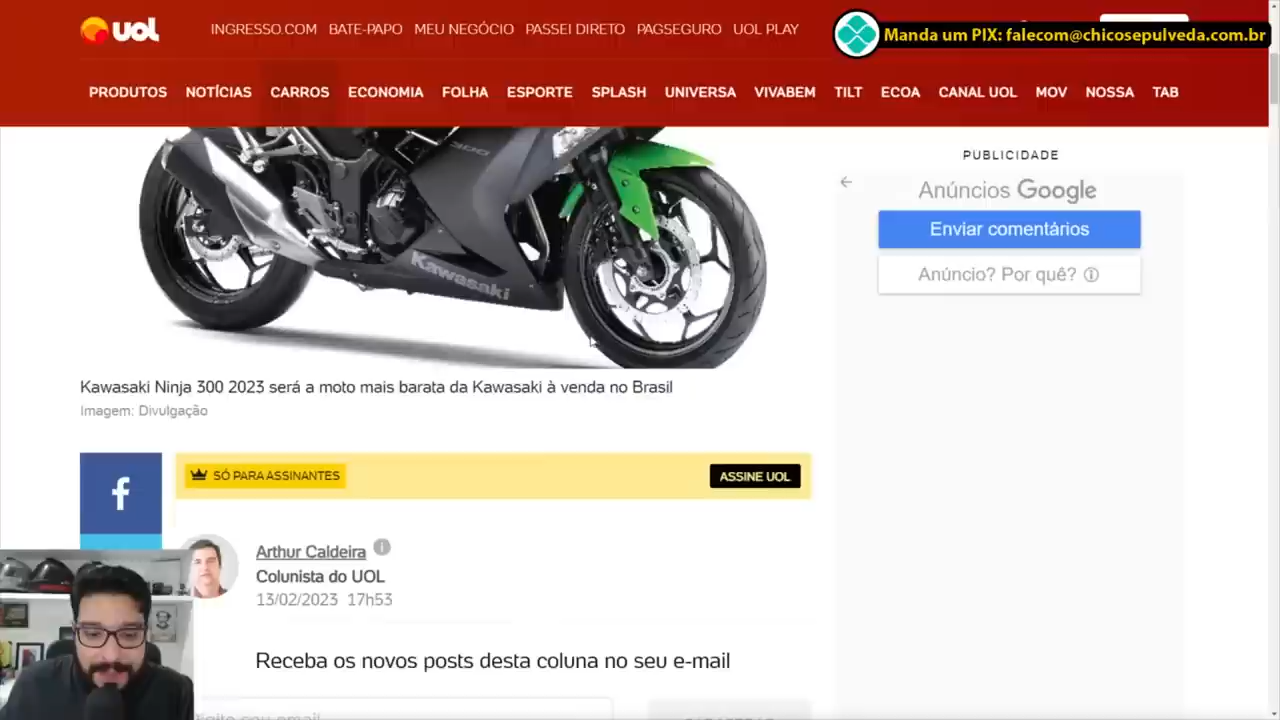 uol
INGRESSO.COM BATE-PAPO MEU NEGÓCIO PASSEI DIRETO PAGSEGURO UOL PLAY
Manda um PIX: falecom@chicosepulveda.com.br
PRODUTOS NOTÍCIAS CARROS ECONOMIA FOLHA ESPORTE SPLASH UNIVERSA VIVABEM TILT ECOA CANAL UOL MOV NOSSA TAB
300
Kawasaki
PUBLICIDADE
Anúncios Google
Enviar comentários
Anúncio? Por quê?
Kawasaki Ninja 300 2023 será a moto mais barata da Kawasaki à venda no Brasil
Imagem: Divulgação
f
SÓ PARA ASSINANTES
ASSINE UOL
Arthur Caldeira
Colunista do UOL
13/02/2023 17h53
Receba os novos posts desta coluna no seu e-mail